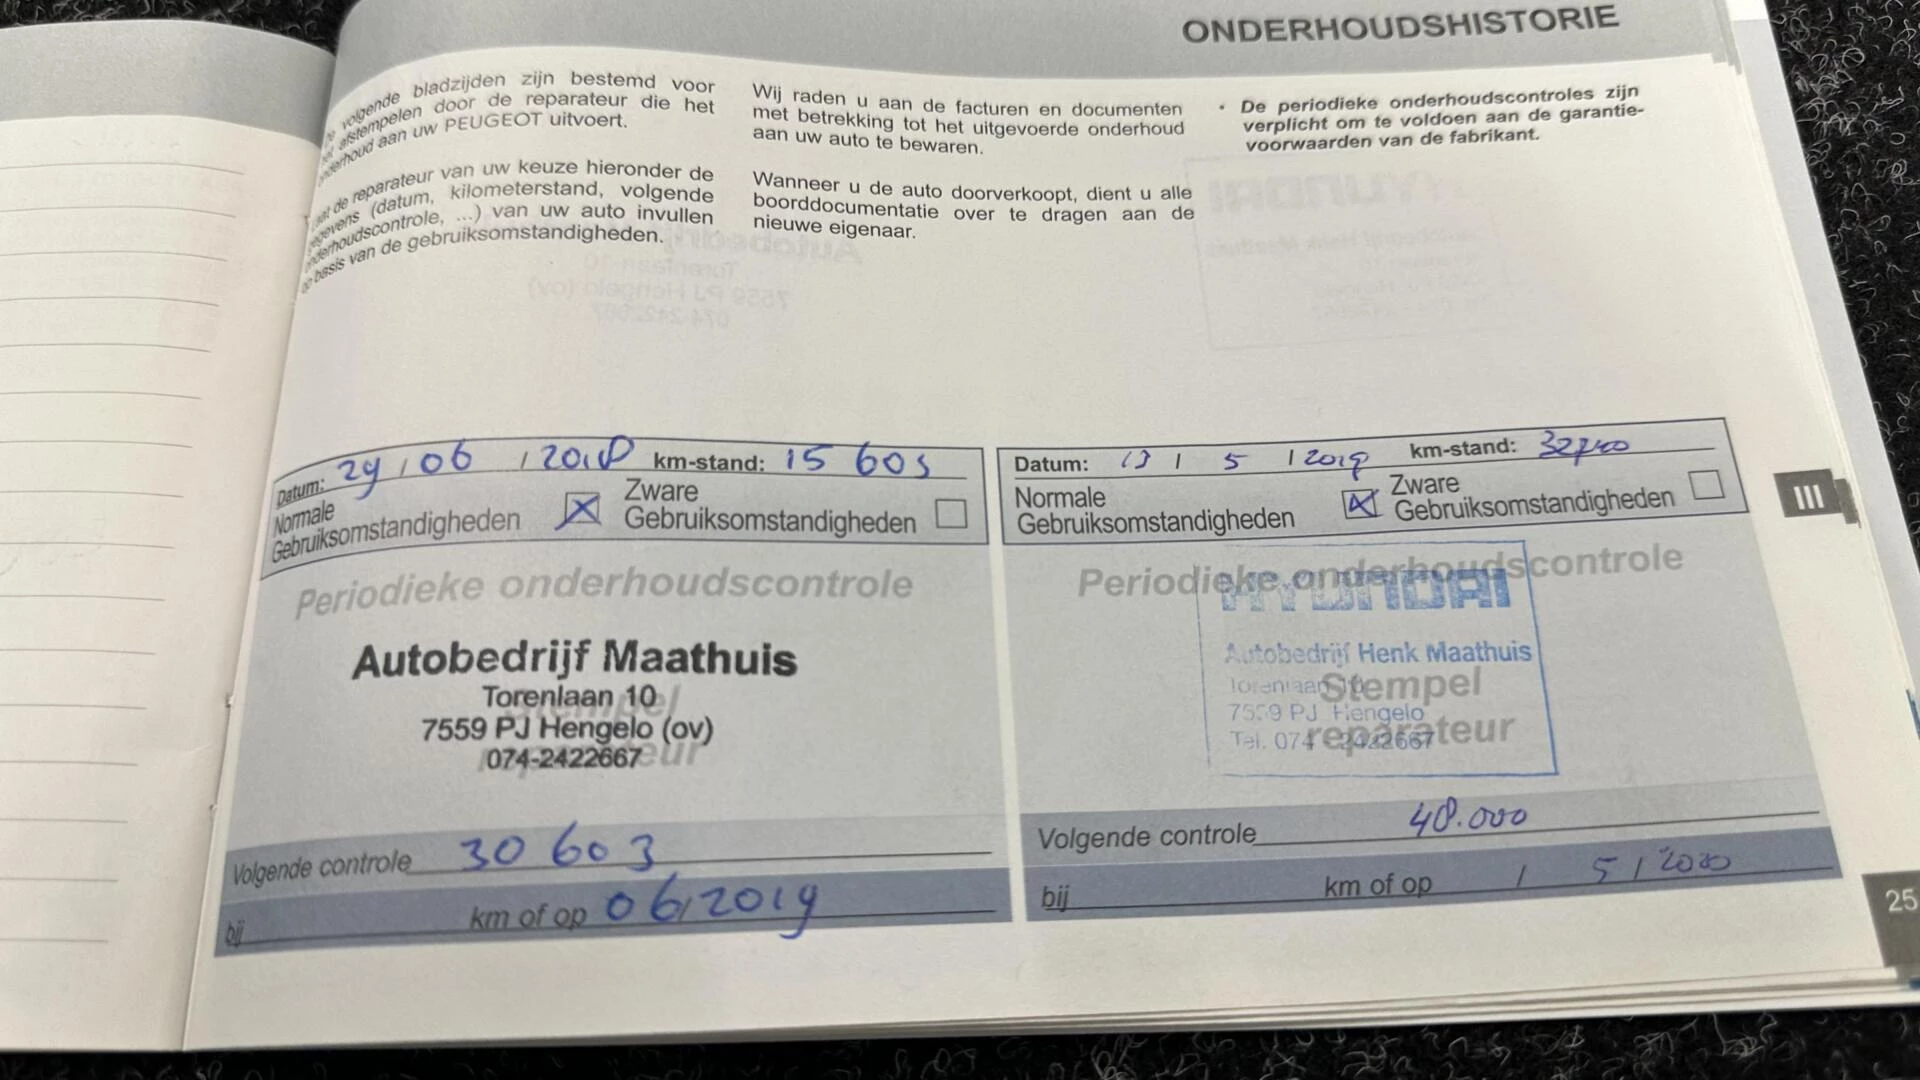 ONDERHOUDSHISTORIE
volgende bladzijden zijn bestemd voor
afstempelen door de reparateur die het
onderhoud aan uw PEUGEOT uitvoert.
de reparateur van uw keuze hieronder de
gegevens (datum, kilometerstand, volgende
onderhoudscontrole, ...) van uw auto invullen
op basis van de gebruiksomstandigheden.
Wij raden u aan de facturen en documenten
met betrekking tot het uitgevoerde onderhoud
aan uw auto te bewaren.
Wanneer u de auto doorverkoopt, dient u alle
boorddocumentatie over te dragen aan de
nieuwe eigenaar.
• De periodieke onderhoudscontroles zijn
verplicht om te voldoen aan de garantie-
voorwaarden van de fabrikant.
Datum: 29 / 06 / 2018 km-stand: 15 603
Normale
Gebruiksomstandigheden
Zware
Gebruiksomstandigheden
Periodieke onderhoudscontrole
Stempel
reparateur
Autobedrijf Maathuis
Torenlaan 10
7559 PJ Hengelo (ov)
074-2422667
Volgende controle 30 603
bij km of op 06/2019
Datum: 13 / 5 / 2019 km-stand:
Normale
Gebruiksomstandigheden
Zware
Gebruiksomstandigheden
Periodieke onderhoudscontrole
Stempel
reparateur
HYUNDAI
Autobedrijf Henk Maathuis
Torenlaan 10
7559 PJ Hengelo
Tel. 074 - 2422667
Volgende controle 48.000
bij km of op / 5 / 2020
III
25